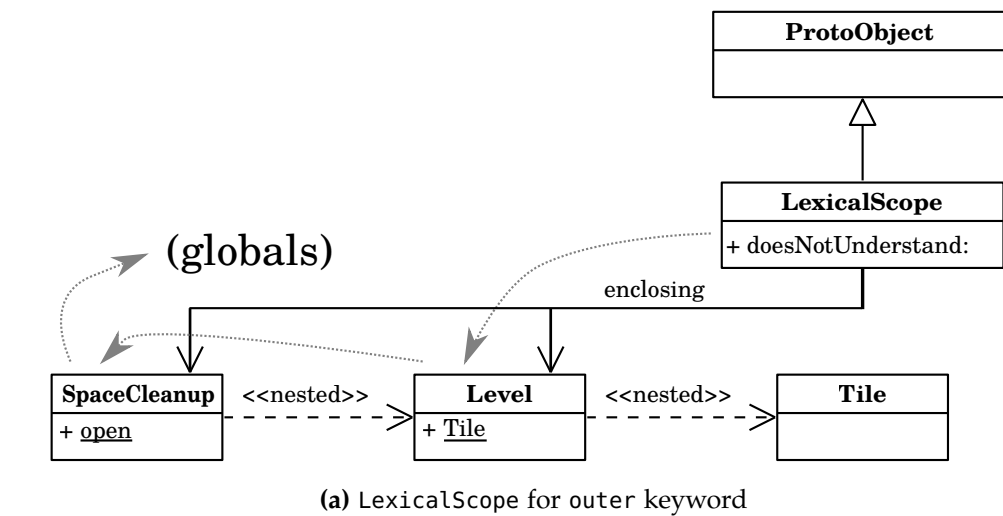 ProtoObject
LexicalScope
+ doesNotUnderstand:
(globals)
enclosing
SpaceCleanup
+ open
<<nested>>
Level
+ Tile
<<nested>>
Tile
(a) LexicalScope for outer keyword